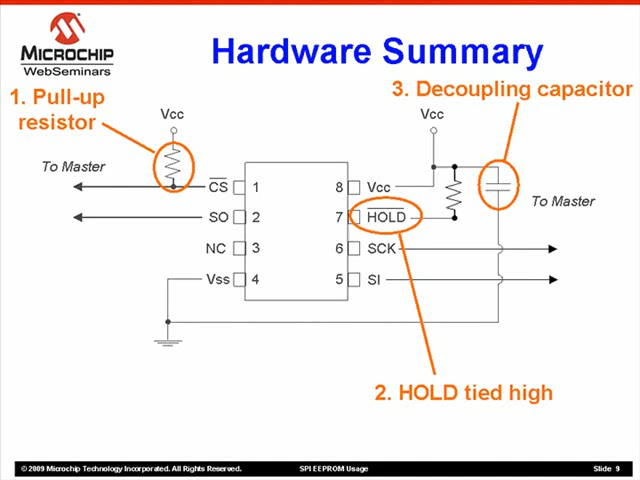 MICROCHIP
WebSeminars
Hardware Summary
1. Pull-up
resistor
3. Decoupling capacitor
Vcc
Vcc
To Master
To Master
CS 1 8 Vcc
SO 2 7 HOLD
NC 3 6 SCK
Vss 4 5 SI
2. HOLD tied high
© 2009 Microchip Technology Incorporated. All Rights Reserved. SPI EEPROM Usage Slide 9